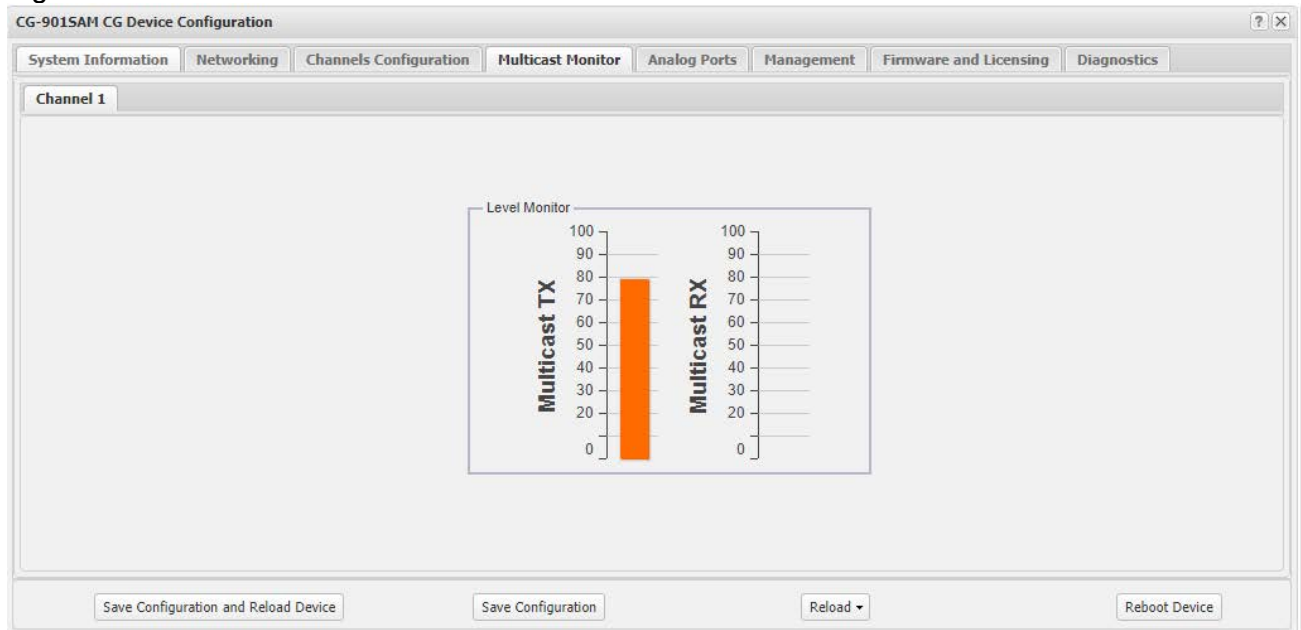 CG-901SAM CG Device Configuration ? X
System Information Networking Channels Configuration Multicast Monitor Analog Ports Management Firmware and Licensing Diagnostics
Channel 1
Level Monitor
Multicast TX
100
90
80
70
60
50
40
30
20
0
Multicast RX
100
90
80
70
60
50
40
30
20
0
Save Configuration and Reload Device Save Configuration Reload Reboot Device